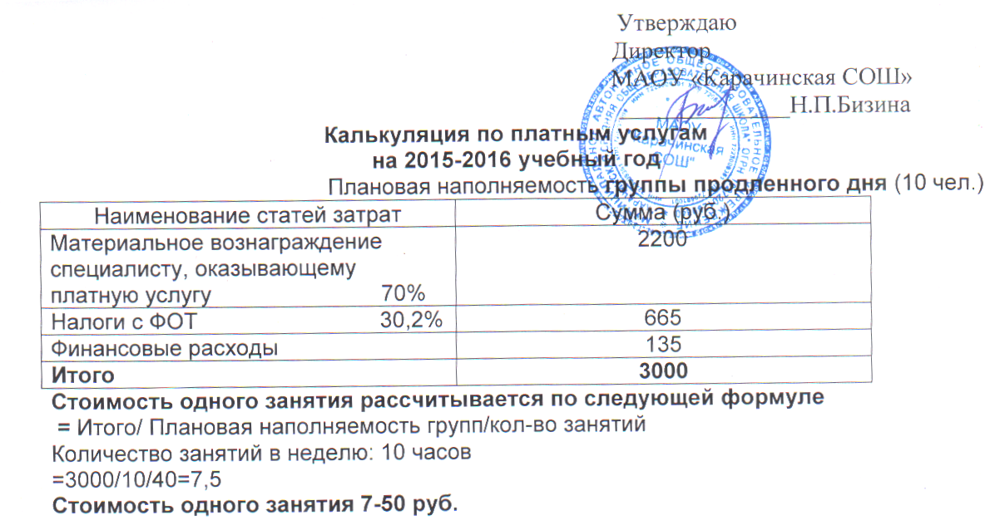 Утверждаю
Директор
МАОУ «Карачинская СОШ»
Н.П.Бизина
МАОУ
"Карачинская
СОШ"
Калькуляция по платным услугам
на 2015-2016 учебный год
Плановая наполняемость группы продленного дня (10 чел.)
Наименование статей затрат Сумма (руб.)
Материальное вознаграждение 2200
специалисту, оказывающему
платную услугу 70%
Налоги с ФОТ 30,2% 665
Финансовые расходы 135
Итого 3000
Стоимость одного занятия рассчитывается по следующей формуле
= Итого/ Плановая наполняемость групп/кол-во занятий
Количество занятий в неделю: 10 часов
=3000/10/40=7,5
Стоимость одного занятия 7-50 руб.